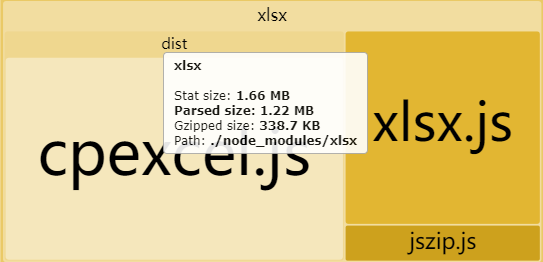 xlsx
dist
xlsx
Stat size: 1.66 MB
Parsed size: 1.22 MB
Gzipped size: 338.7 KB
Path: ./node_modules/xlsx
cpexcel.js
xlsx.js
jszip.js